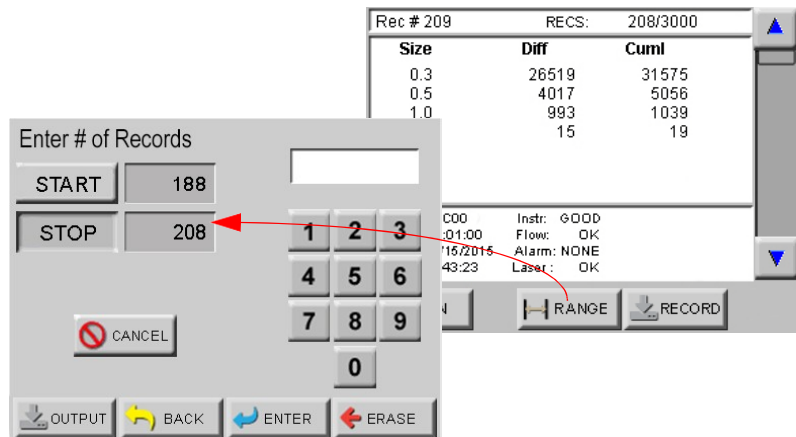 Rec # 209 RECS: 208/3000
Size Diff Cuml
0.3 26519 31575
0.5 4017 5056
1.0 993 1039
15 19
C00 Instr: GOOD
:01:00 Flow: OK
/15/2015 Alarm: NONE
43:23 Laser: OK
N RANGE RECORD
Enter # of Records
START 188
STOP 208
1 2 3
4 5 6
7 8 9
0
CANCEL
OUTPUT BACK ENTER ERASE